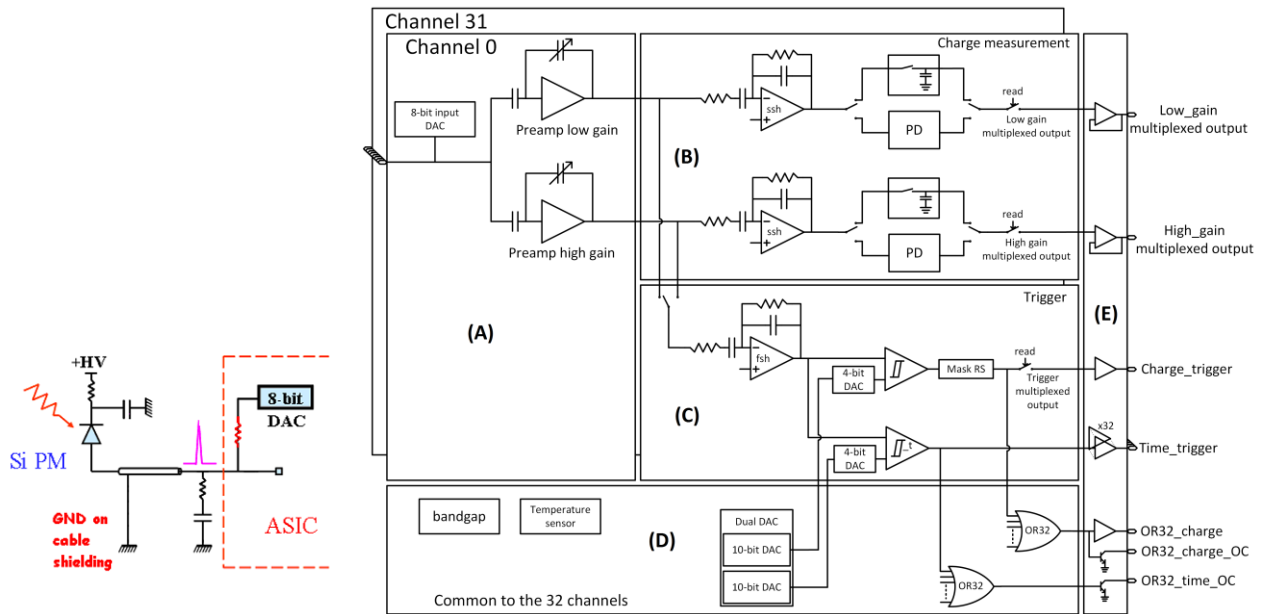 Channel 31
Channel 0
8-bit input
DAC
Preamp low gain
Preamp high gain
(A)
Charge measurement
ssh
PD
read
Low gain
multiplexed output
(B)
ssh
PD
read
High gain
multiplexed output
Low_gain
multiplexed output
High_gain
multiplexed output
Trigger
(E)
fsh
4-bit
DAC
Mask RS
read
Trigger
multiplexed
output
Charge_trigger
(C)
4-bit
DAC
x32
Time_trigger
bandgap
Temperature
sensor
(D)
Dual DAC
10-bit DAC
10-bit DAC
OR32
OR32
OR32_charge
OR32_charge_OC
OR32_time_OC
Common to the 32 channels
+HV
8-bit
DAC
Si PM
GND on
cable
shielding
ASIC